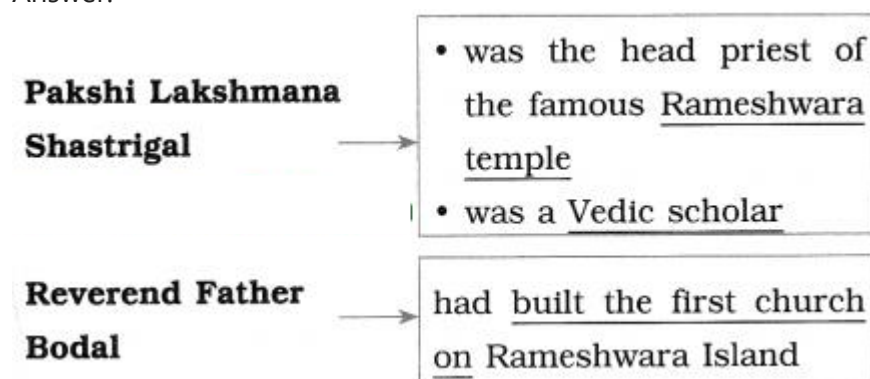 Pakshi Lakshmana
Shastrigal
• was the head priest of
the famous Rameshwara
temple
• was a Vedic scholar
Reverend Father
Bodal
had built the first church
on Rameshwara Island